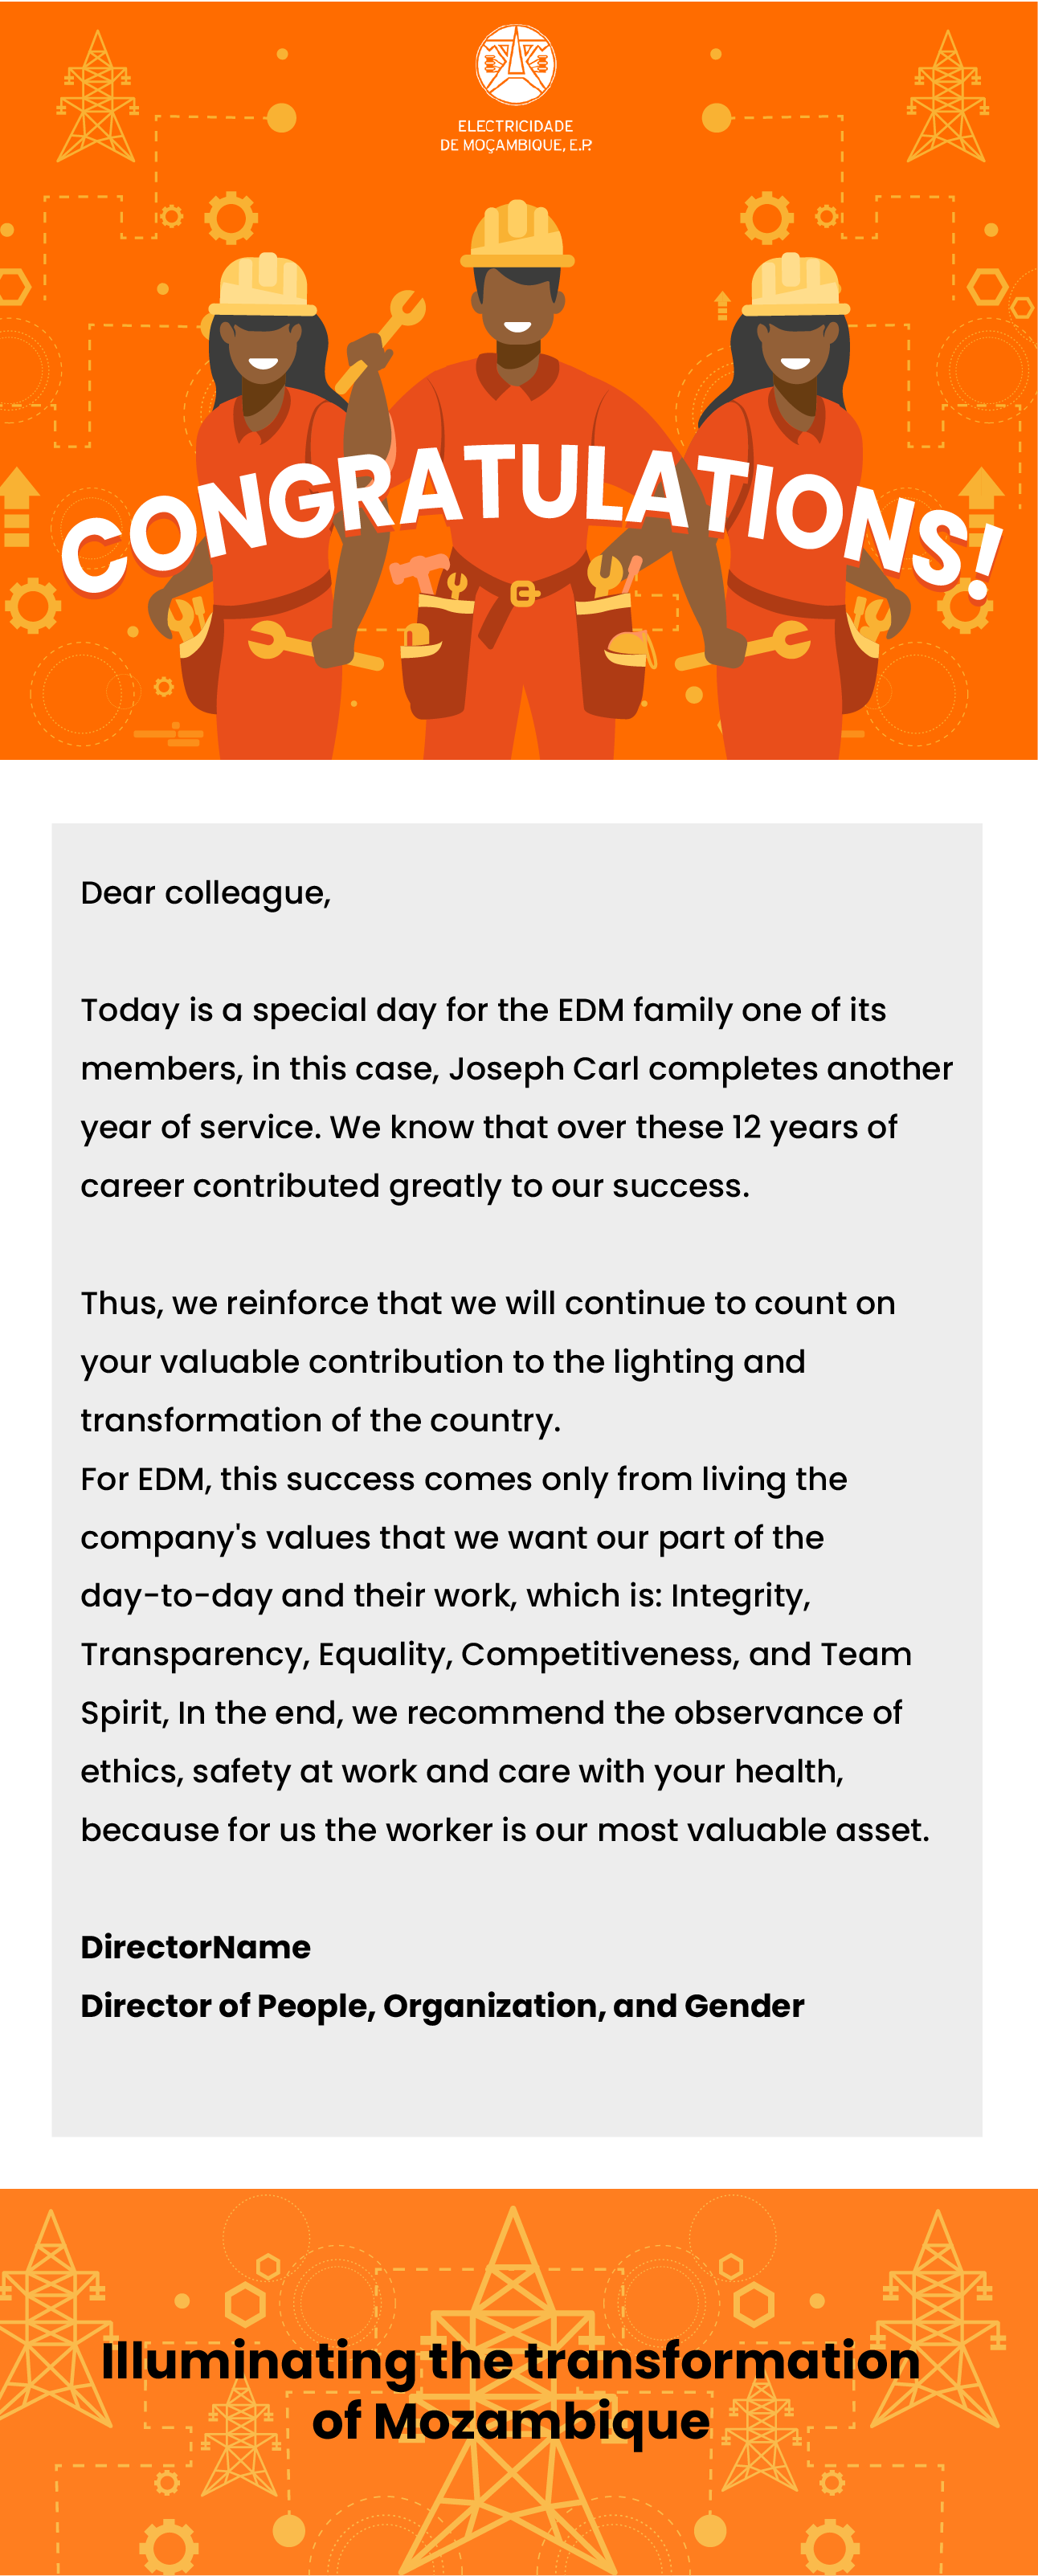 ELECTRICIDADE
DE MOÇAMBIQUE, E.P.
CONGRATULATIONS!
Dear colleague,
Today is a special day for the EDM family one of its
members, in this case, Joseph Carl completes another
year of service. We know that over these 12 years of
career contributed greatly to our success.
Thus, we reinforce that we will continue to count on
your valuable contribution to the lighting and
transformation of the country.
For EDM, this success comes only from living the
company's values that we want our part of the
day-to-day and their work, which is: Integrity,
Transparency, Equality, Competitiveness, and Team
Spirit, In the end, we recommend the observance of
ethics, safety at work and care with your health,
because for us the worker is our most valuable asset.
DirectorName
Director of People, Organization, and Gender
Illuminating the transformation
of Mozambique